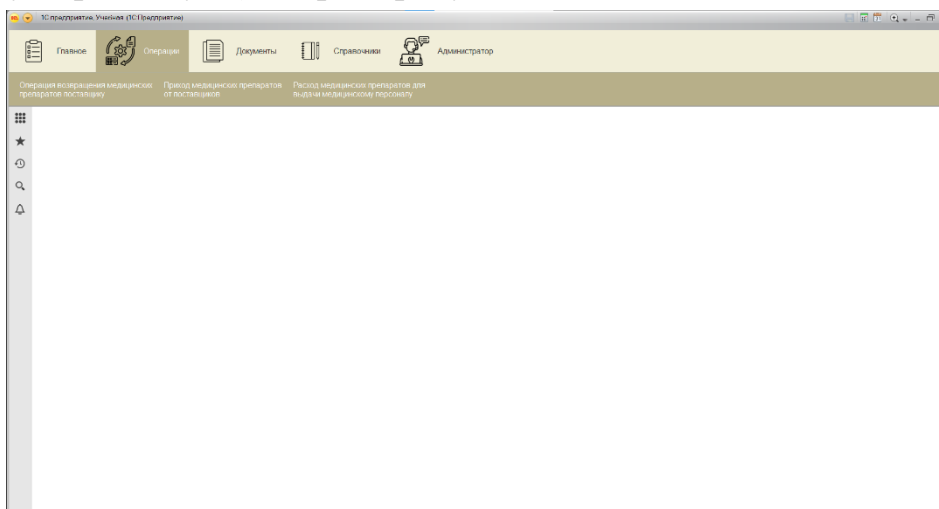 1С предприятие, Учебная (1С:Предприятие)
Главное
Операции
Документы
Справочники
Администратор
Операция возвращения медицинских
препаратов поставщику
Приход медицинских препаратов
от поставщиков
Расход медицинских препаратов для
выдачи медицинскому персоналу